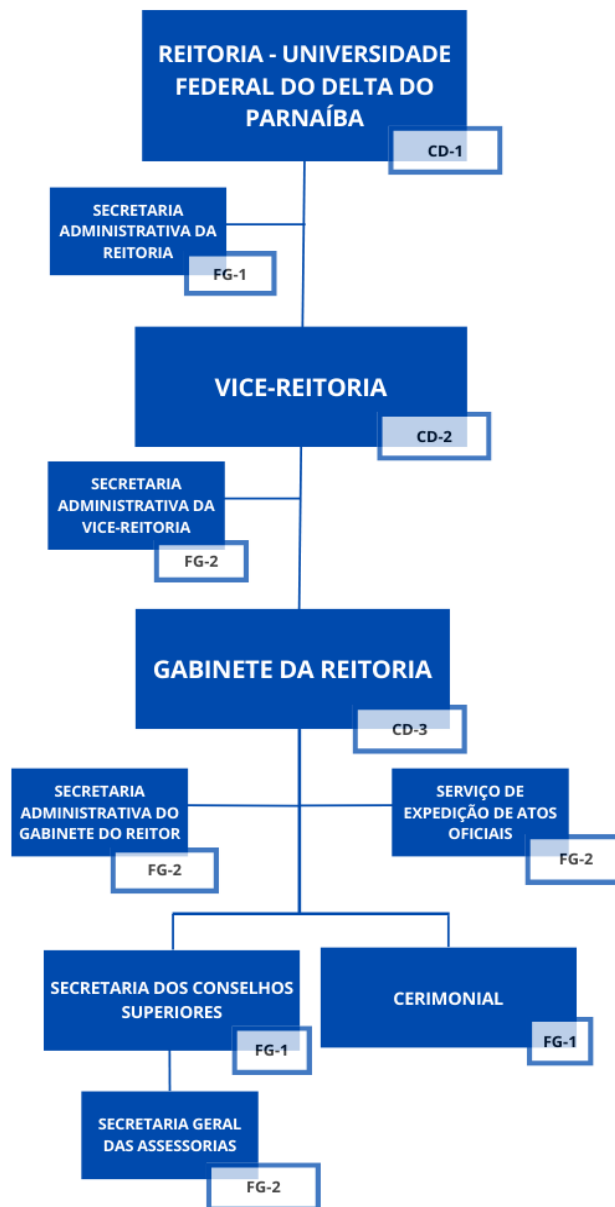 REITORIA - UNIVERSIDADE
FEDERAL DO DELTA DO
PARNAÍBA
CD-1
SECRETARIA
ADMINISTRATIVA DA
REITORIA
FG-1
VICE-REITORIA
CD-2
SECRETARIA
ADMINISTRATIVA DA
VICE-REITORIA
FG-2
GABINETE DA REITORIA
CD-3
SECRETARIA
ADMINISTRATIVA DO
GABINETE DO REITOR
FG-2
SERVIÇO DE
EXPEDIÇÃO DE ATOS
OFICIAIS
FG-2
SECRETARIA DOS CONSELHOS
SUPERIORES
FG-1
CERIMONIAL
FG-1
SECRETARIA GERAL
DAS ASSESSORIAS
FG-2